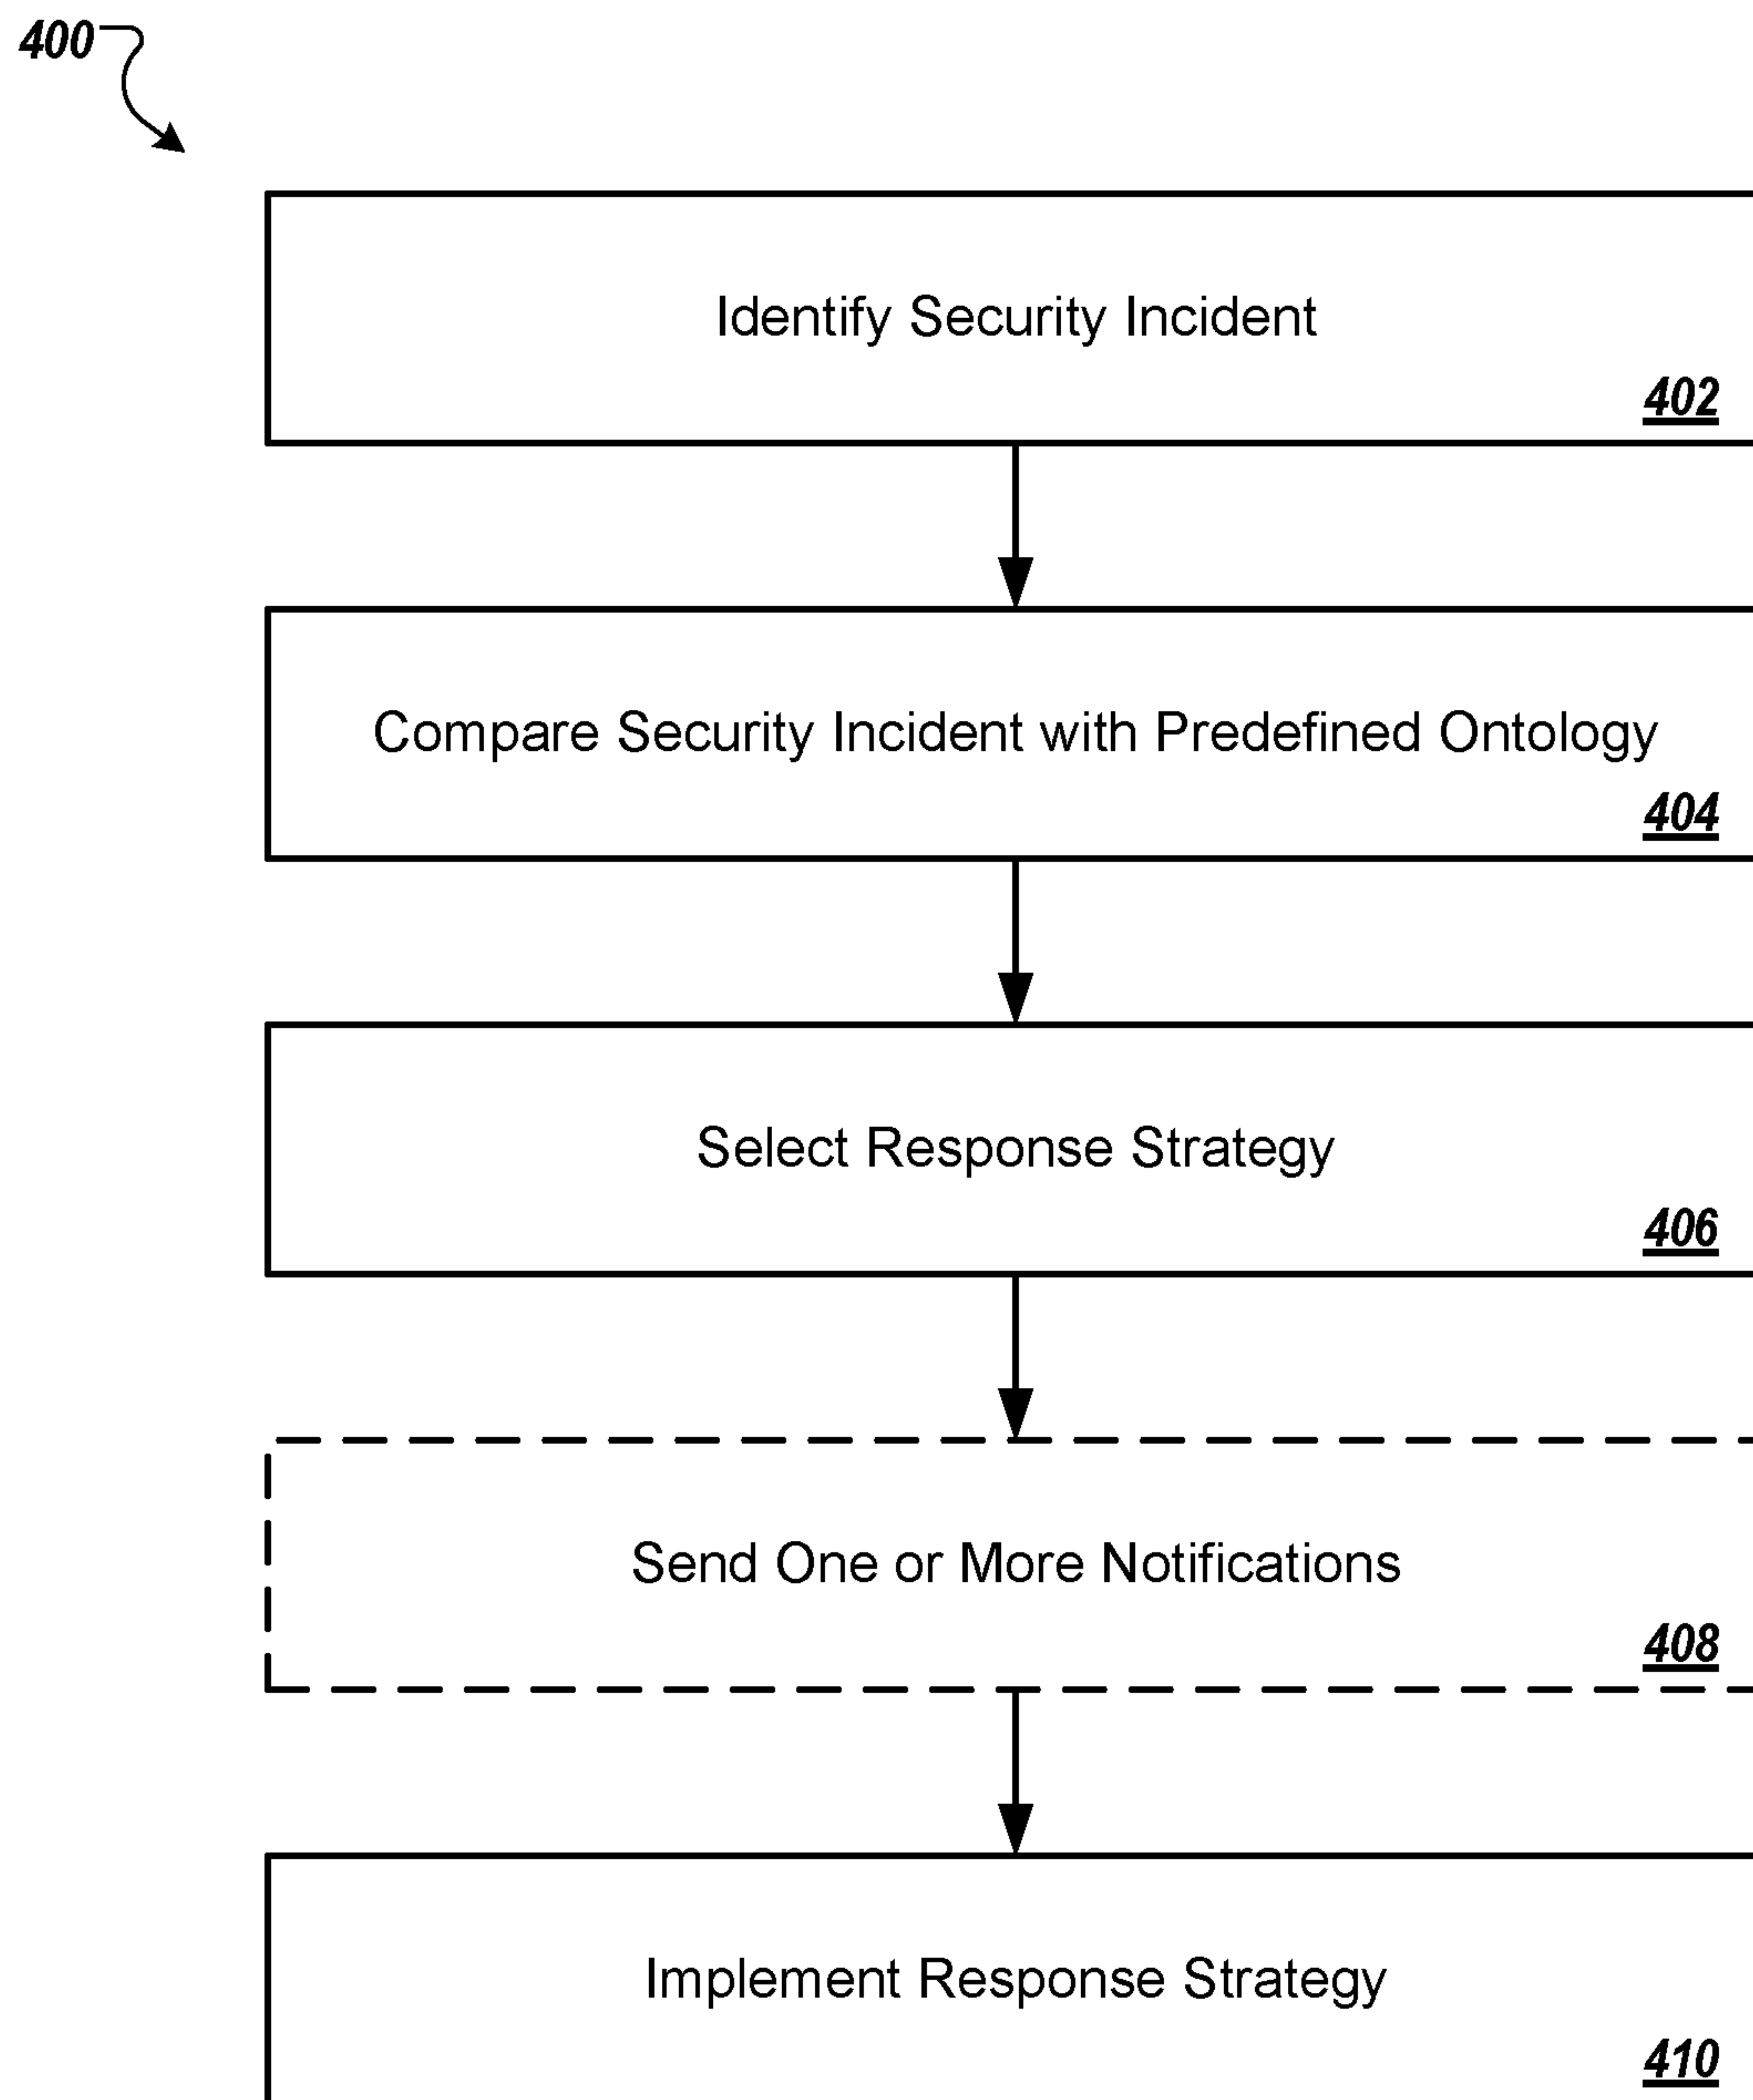 400
Identify Security Incident
402
Compare Security Incident with Predefined Ontology
404
Select Response Strategy
406
Send One or More Notifications
408
Implement Response Strategy
410